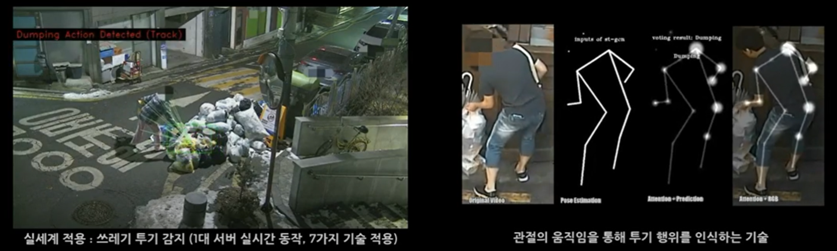 Dumping Action Detected (Track)
실세계 적용 : 쓰레기 투기 감지 (1대 서버 실시간 동작, 7가지 기술 적용)
Inputs of st-gcn
voting result: Dumping
Dumping
Original Video
Pose Estimation
Attention + Prediction
Attention + RGB
관절의 움직임을 통해 투기 행위를 인식하는 기술